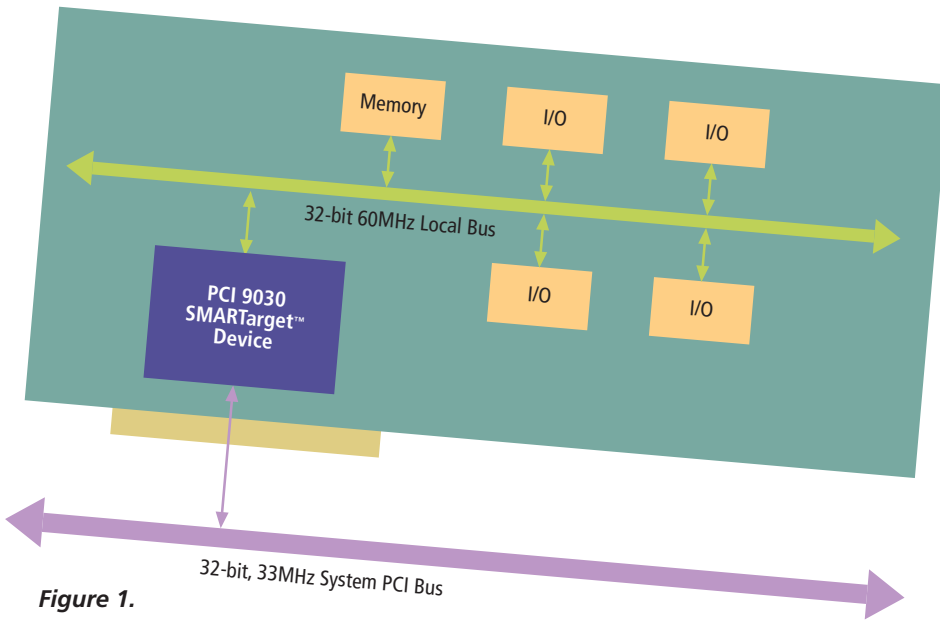 Memory
I/O
I/O
32-bit 60MHz Local Bus
PCI 9030
SMARTarget™
Device
I/O
I/O
32-bit, 33MHz System PCI Bus
Figure 1.